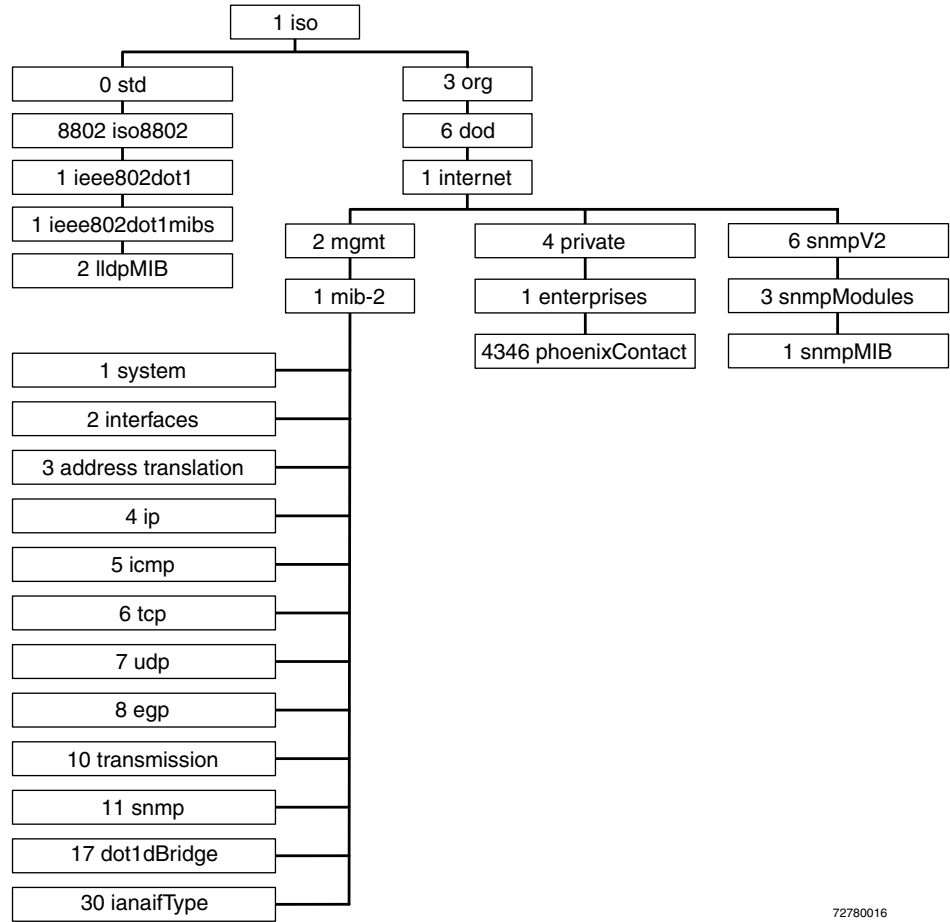 1 iso
0 std
3 org
8802 iso8802
6 dod
1 ieee802dot1
1 internet
1 ieee802dot1mibs
2 mgmt
4 private
6 snmpV2
2 lldpMIB
1 mib-2
1 enterprises
3 snmpModules
4346 phoenixContact
1 snmpMIB
1 system
2 interfaces
3 address translation
4 ip
5 icmp
6 tcp
7 udp
8 egp
10 transmission
11 snmp
17 dot1dBridge
30 ianaifType
72780016